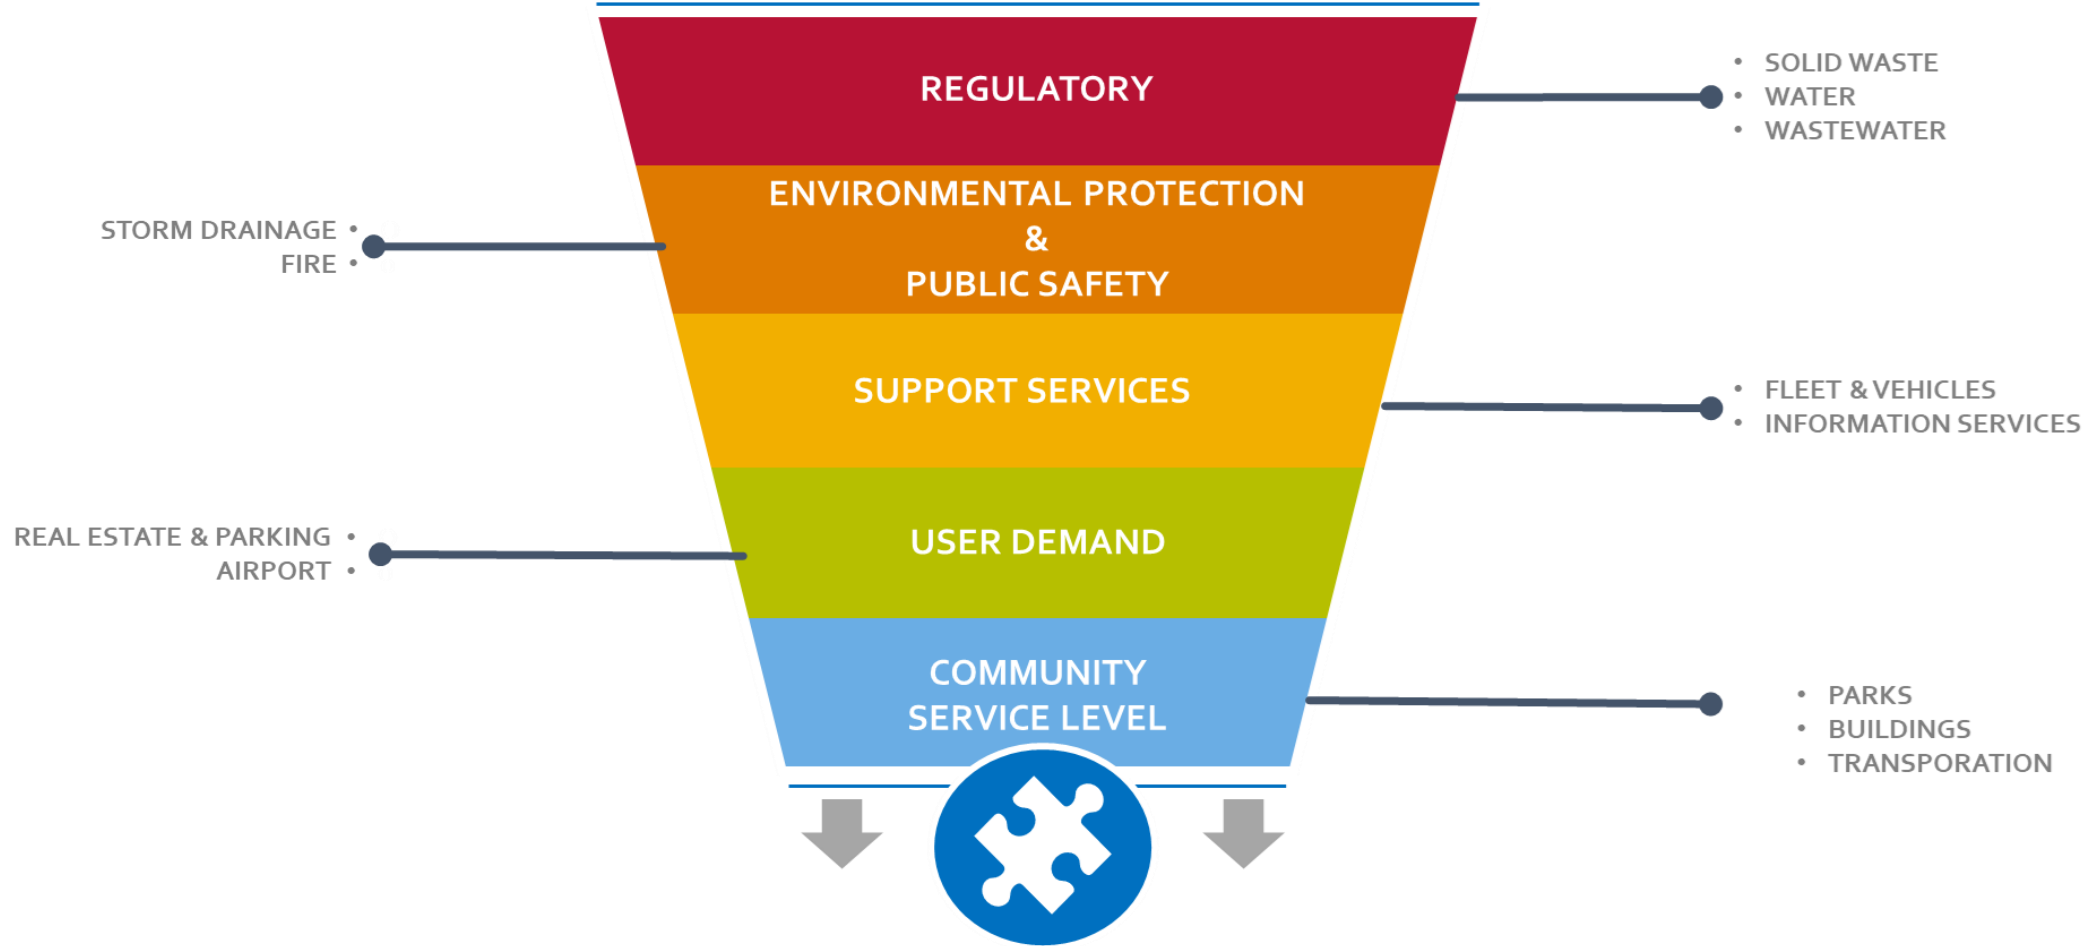 REGULATORY
• SOLID WASTE
• WATER
• WASTEWATER
ENVIRONMENTAL PROTECTION
&
PUBLIC SAFETY
STORM DRAINAGE •
FIRE •
SUPPORT SERVICES
• FLEET & VEHICLES
• INFORMATION SERVICES
USER DEMAND
REAL ESTATE & PARKING •
AIRPORT •
COMMUNITY
SERVICE LEVEL
• PARKS
• BUILDINGS
• TRANSPORATION